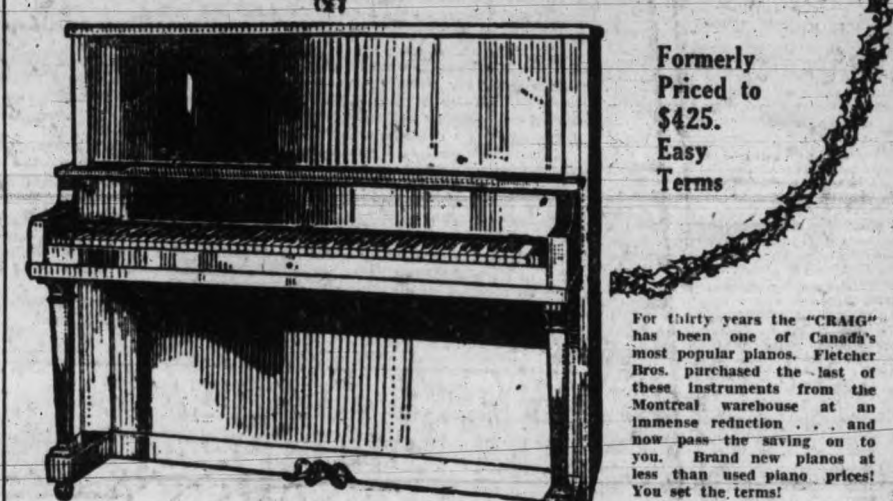 Formerly
Priced to
$425.
Easy
Terms
For thirty years the "CRAIG"
has been one of Canada's
most popular pianos. Fletcher
Bros. purchased the last of
these instruments from the
Montreal warehouse at an
immense reduction . . . and
now pass the saving on to
you. Brand new pianos at
less than used piano prices!
You set the terms!